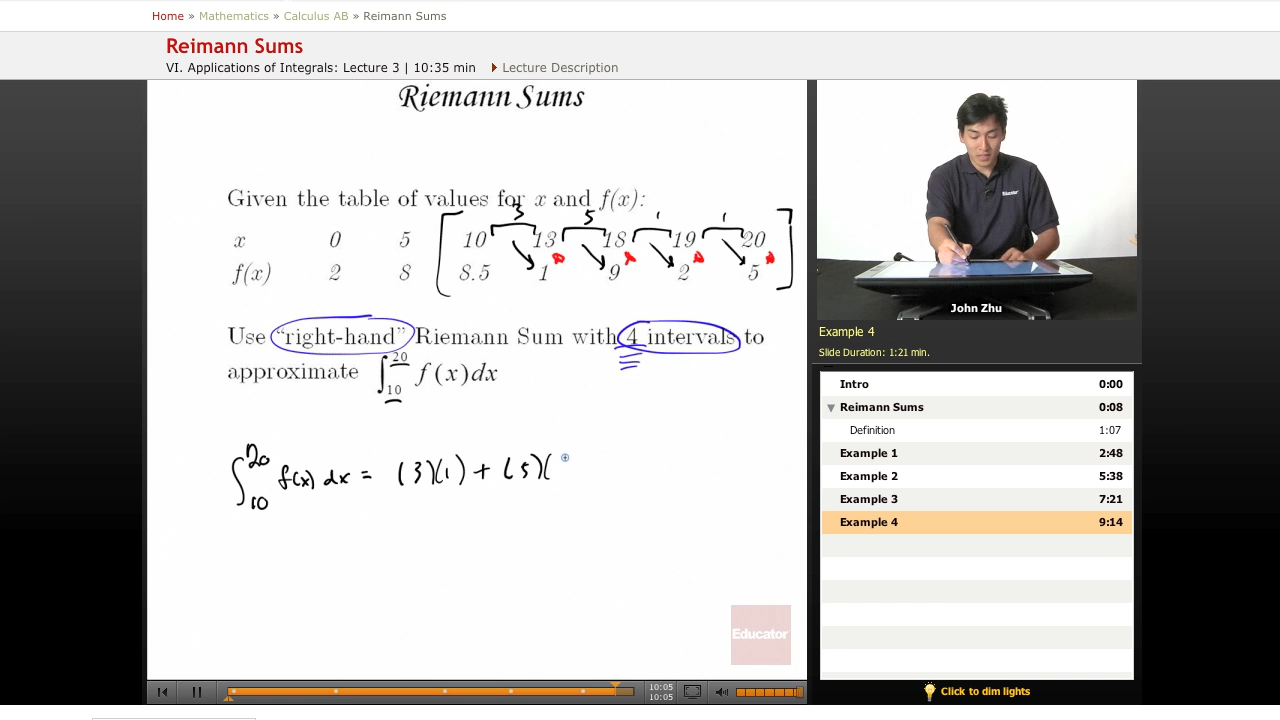 Home » Mathematics » Calculus AB » Reimann Sums
Reimann Sums
VI. Applications of Integrals: Lecture 3 | 10:35 min Lecture Description
Riemann Sums
Given the table of values for x and f(x):
3 5 1 1
x 0 5 10 13 18 19 20
f(x) 2 8 8.5 1 9 2 5
Use "right-hand" Riemann Sum with 4 intervals to
approximate ∫₁₀²⁰ f(x)dx
∫₁₀²⁰ f(x) dx = (3)(1) + (5)(
Educator
Educator
John Zhu
Example 4
Slide Duration: 1:21 min.
Intro 0:00
Reimann Sums 0:08
Definition 1:07
Example 1 2:48
Example 2 5:38
Example 3 7:21
Example 4 9:14
10:05
10:05
Click to dim lights